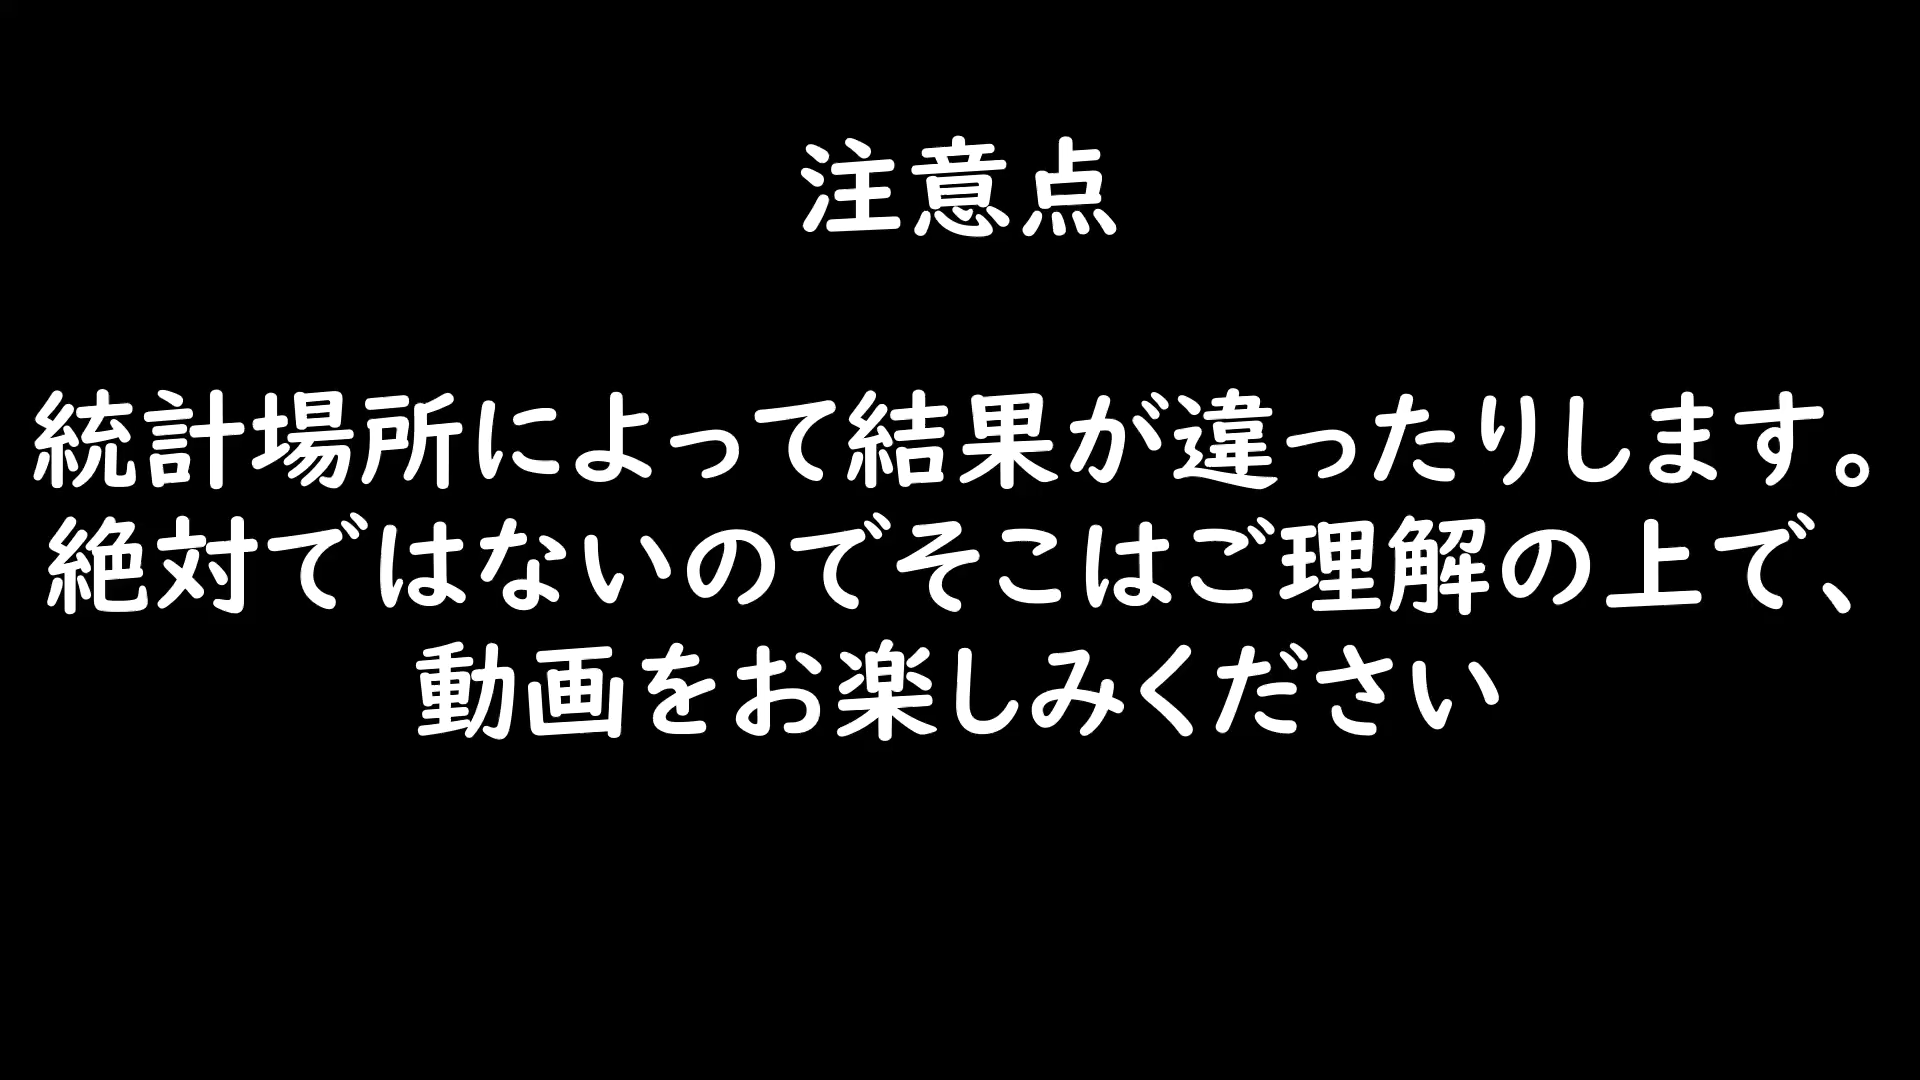 注意点
統計場所によって結果が違ったりします。
絶対ではないのでそこはご理解の上で、
動画をお楽しみください